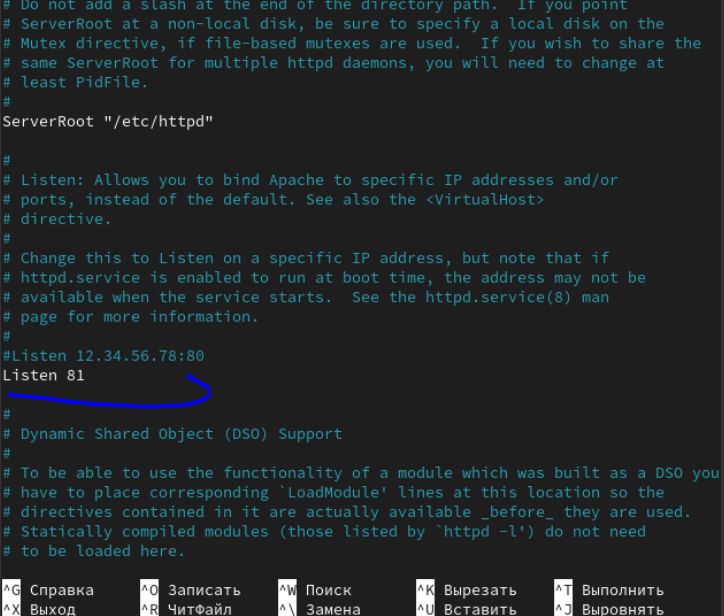 # Do not add a slash at the end of the directory path.  If you point
# ServerRoot at a non-local disk, be sure to specify a local disk on the
# Mutex directive, if file-based mutexes are used.  If you wish to share the
# same ServerRoot for multiple httpd daemons, you will need to change at
# least PidFile.
#
ServerRoot "/etc/httpd"
#
# Listen: Allows you to bind Apache to specific IP addresses and/or
# ports, instead of the default. See also the <VirtualHost>
# directive.
#
# Change this to Listen on a specific IP address, but note that if
# httpd.service is enabled to run at boot time, the address may not be
# available when the service starts.  See the httpd.service(8) man
# page for more information.
#
#Listen 12.34.56.78:80
Listen 81
#
# Dynamic Shared Object (DSO) Support
#
# To be able to use the functionality of a module which was built as a DSO you
# have to place corresponding `LoadModule' lines at this location so the
# directives contained in it are actually available _before_ they are used.
# Statically compiled modules (those listed by `httpd -l') do not need
# to be loaded here.
^G Справка ^O Записать ^W Поиск ^K Вырезать ^T Выполнить
^X Выход ^R ЧитФайл ^\ Замена ^U Вставить ^J Выровнять